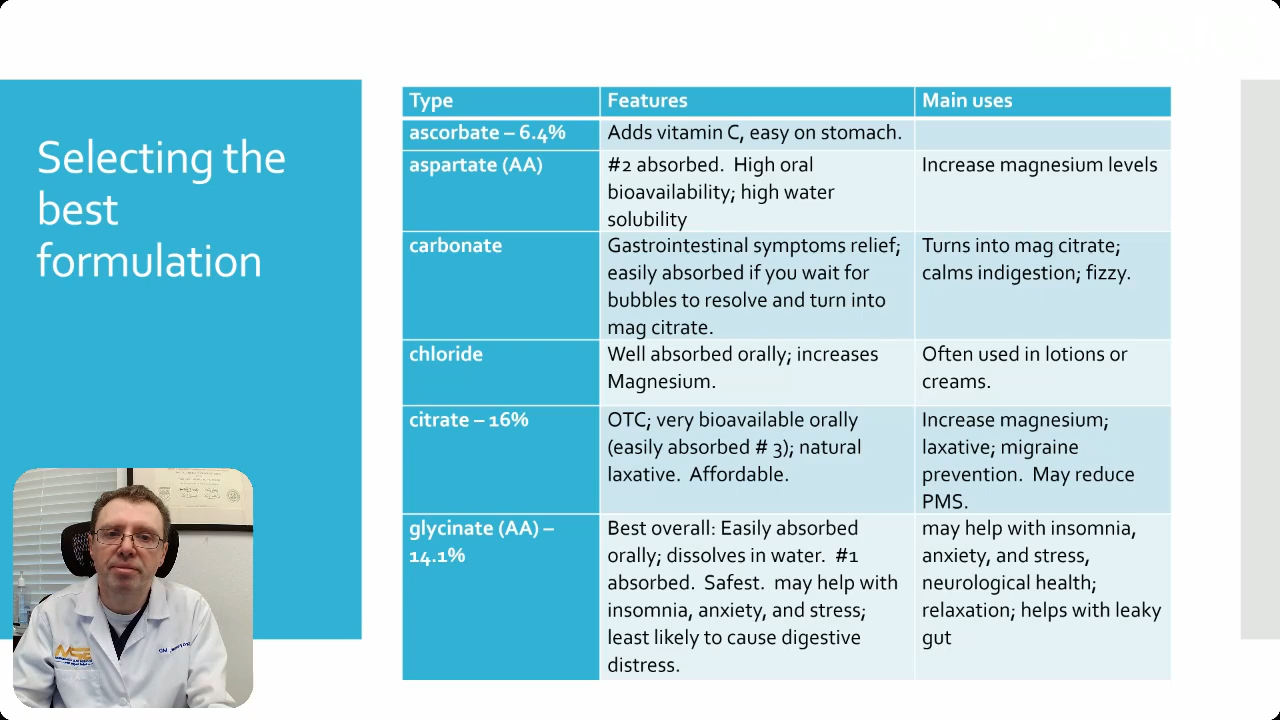 Selecting the
best
formulation
Type Features Main uses
ascorbate – 6.4% Adds vitamin C, easy on stomach.
aspartate (AA) #2 absorbed. High oral Increase magnesium levels
bioavailability; high water
solubility
carbonate Gastrointestinal symptoms relief; Turns into mag citrate;
easily absorbed if you wait for calms indigestion; fizzy.
bubbles to resolve and turn into
mag citrate.
chloride Well absorbed orally; increases Often used in lotions or
Magnesium. creams.
citrate – 16% OTC; very bioavailable orally Increase magnesium;
(easily absorbed # 3); natural laxative; migraine
laxative. Affordable. prevention. May reduce
PMS.
glycinate (AA) – Best overall: Easily absorbed may help with insomnia,
14.1% orally; dissolves in water. #1 anxiety, and stress,
absorbed. Safest. may help with neurological health;
insomnia, anxiety, and stress; relaxation; helps with leaky
least likely to cause digestive gut
distress.